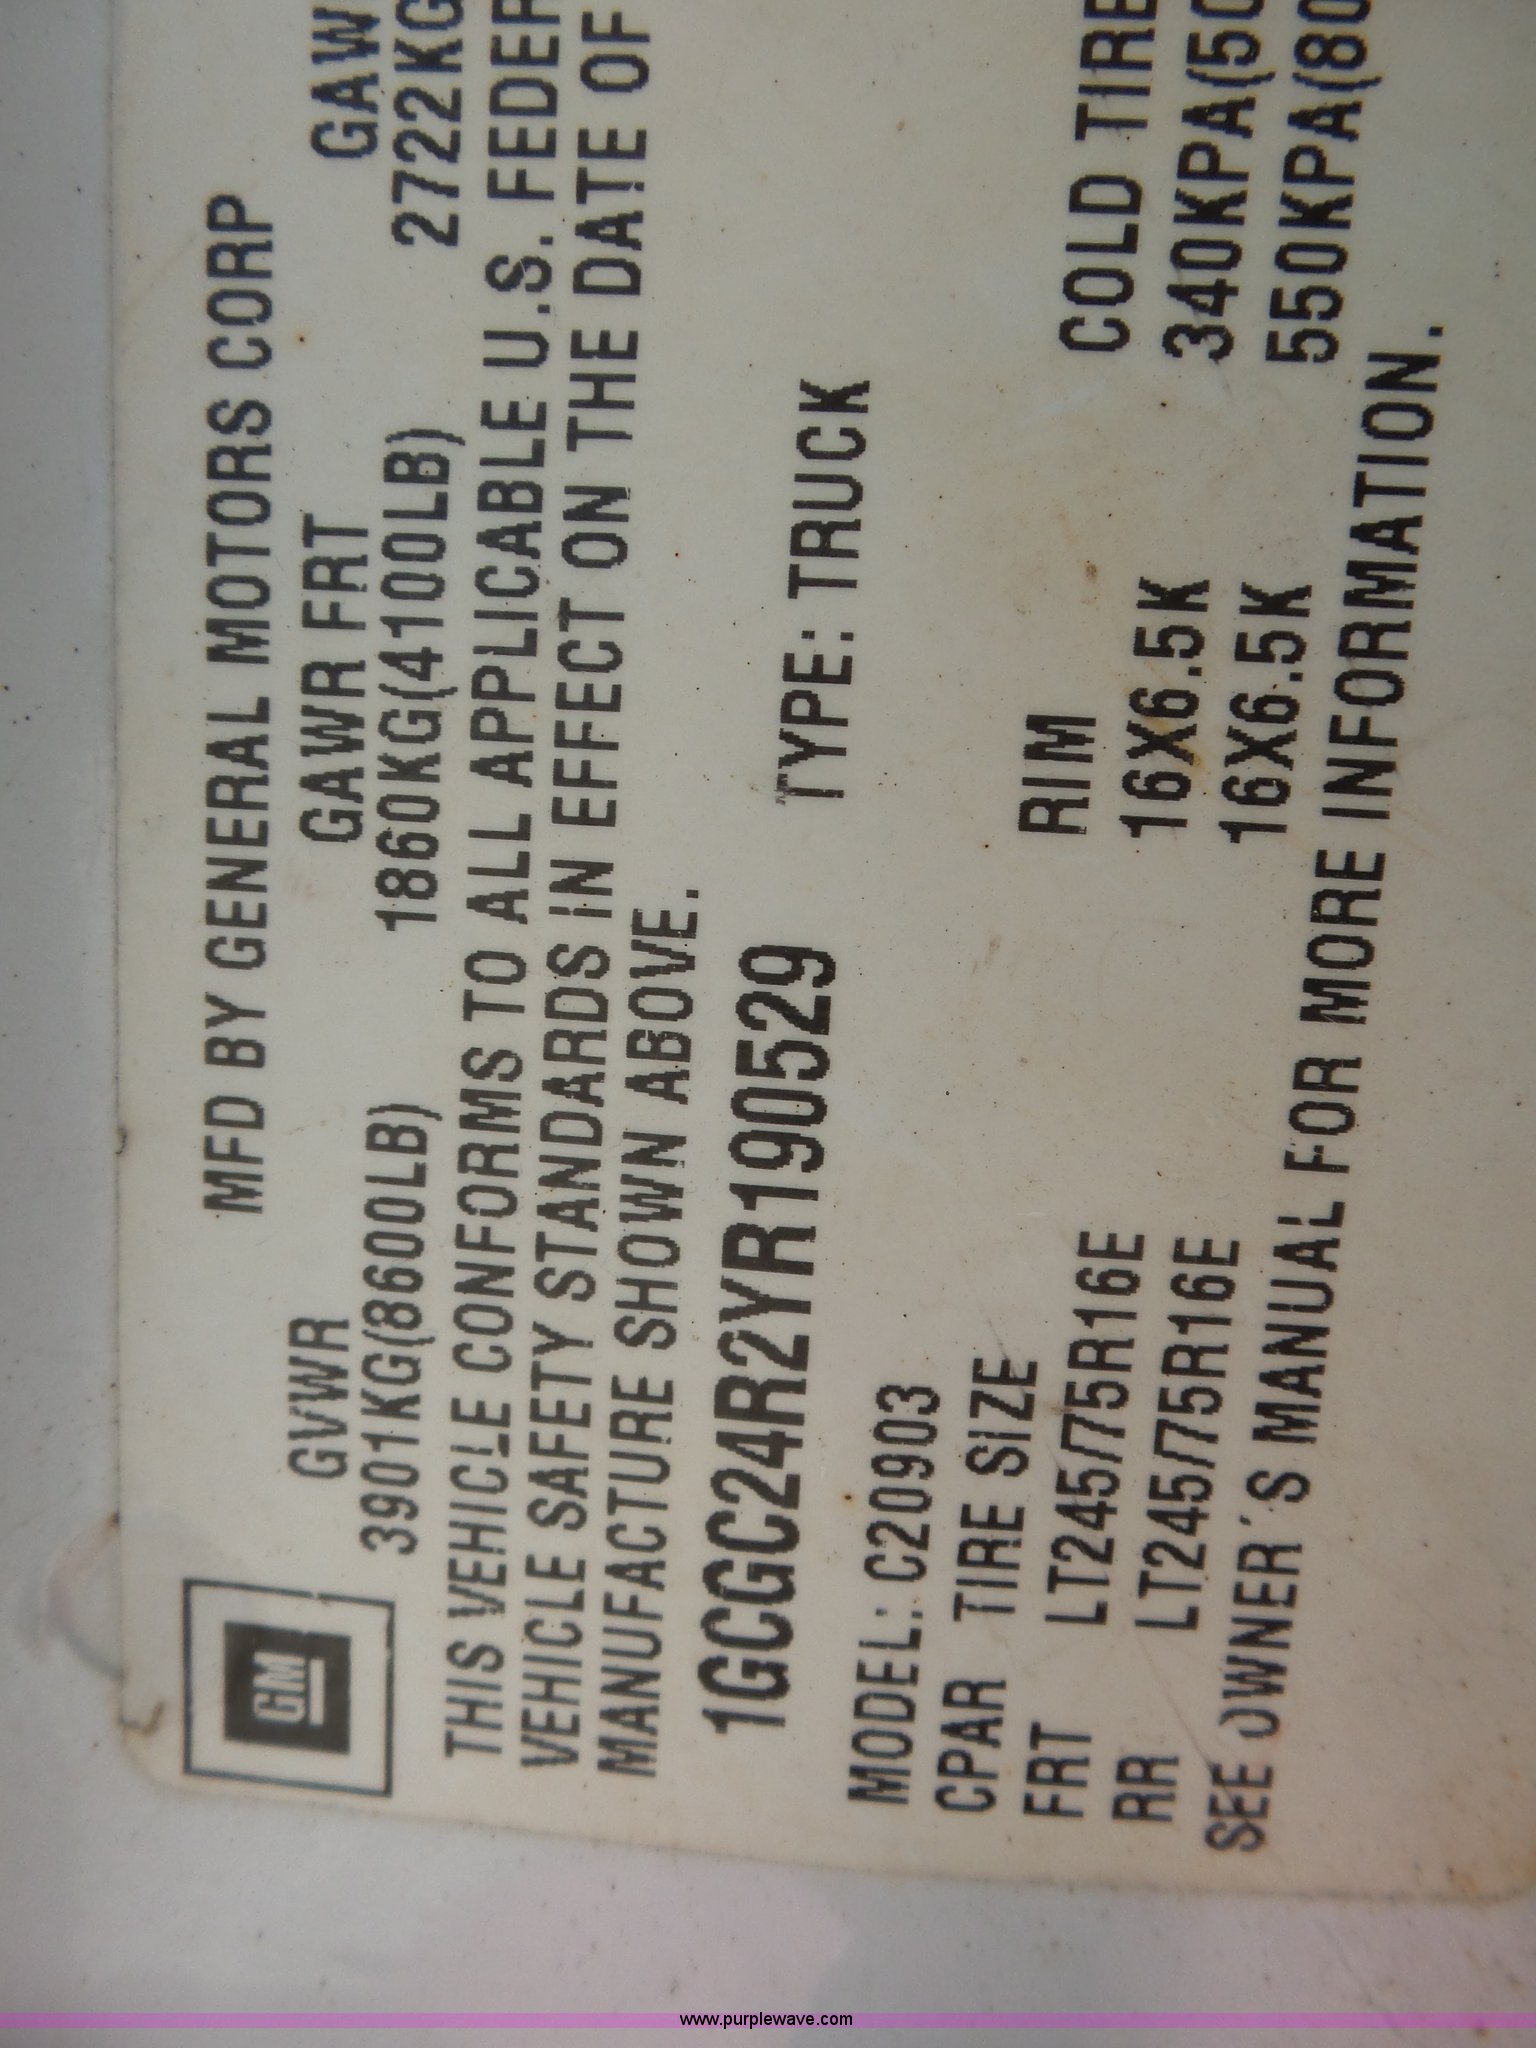 GM
MFD BY GENERAL MOTORS CORP
GVWR GAWR FRT GAW
3901KG(8600LB) 1860KG(4100LB) 2722KG
THIS VEHICLE CONFORMS TO ALL APPLICABLE U.S. FEDER
VEHICLE SAFETY STANDARDS IN EFFECT ON THE DATE OF
MANUFACTURE SHOWN ABOVE.
1GCGC24R2YR190529 TYPE: TRUCK
MODEL: C20903
CPAR TIRE SIZE RIM COLD TIRE
FRT LT245/75R16E 16X6.5K 340KPA(50
RR LT245/75R16E 16X6.5K 550KPA(80
SEE OWNER´S MANUAL FOR MORE INFORMATION.
www.purplewave.com